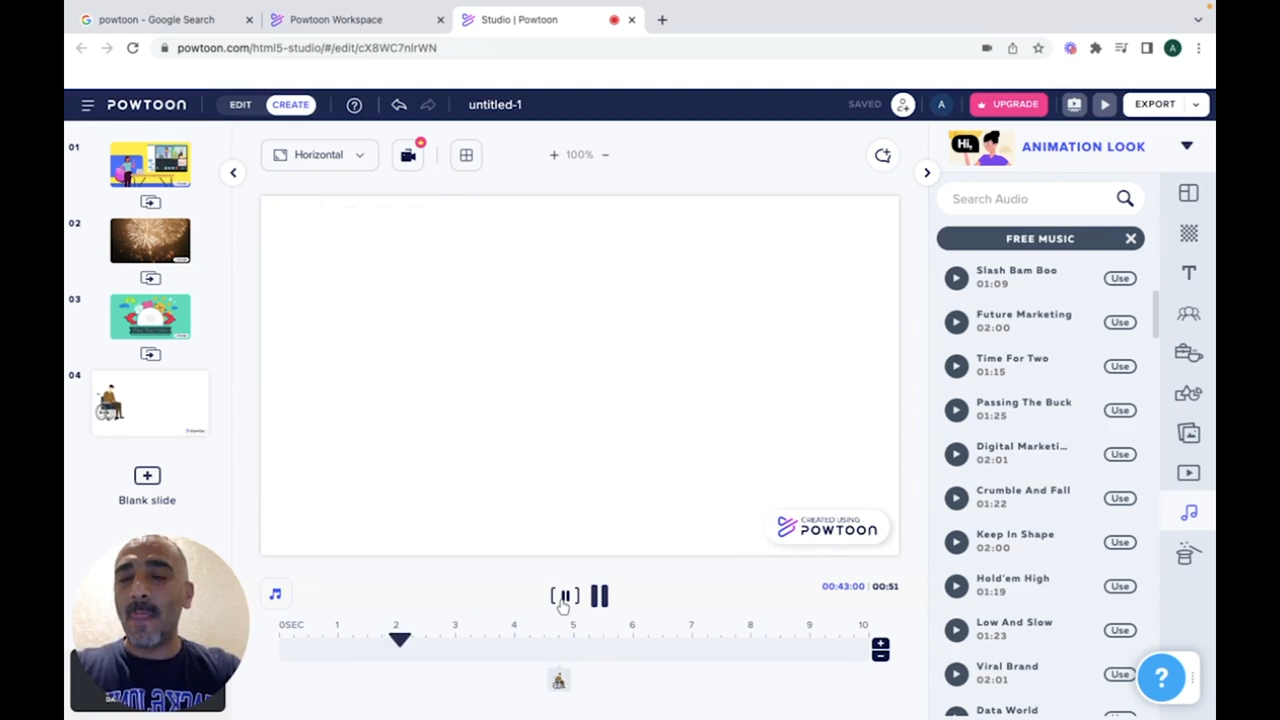 powtoon - Google Search
Powtoon Workspace
Studio | Powtoon
powtoon.com/html5-studio/#/edit/cX8WC7nlrWN
A
POWTOON
EDIT
CREATE
?
untitled-1
SAVED
A
UPGRADE
EXPORT
01
02
03
04
Blank slide
Horizontal
+ 100% −
Hi,
ANIMATION LOOK
Search Audio
FREE MUSIC
Slash Bam Boo
01:09
Use
Future Marketing
02:00
Use
Time For Two
01:15
Use
Passing The Buck
01:25
Use
Digital Marketi...
02:01
Use
Crumble And Fall
01:22
Use
Keep In Shape
02:00
Use
Hold'em High
01:19
Use
Low And Slow
01:23
Use
Viral Brand
02:01
Use
Data World
CREATED USING
POWTOON
00:43:00 | 00:51
0SEC 1 2 3 4 5 6 7 8 9 10
?